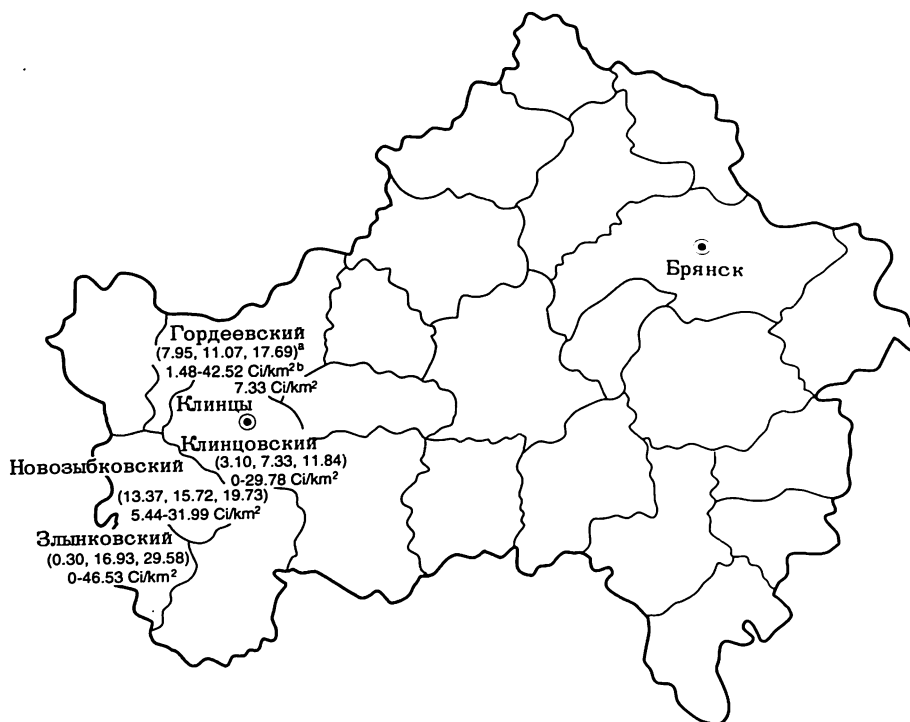 Брянск
Гордеевский
(7.95, 11.07, 17.69)ª
1.48-42.52 Ci/km² b
7.33 Ci/km²
Клинцы
Клинцовский
(3.10, 7.33, 11.84)
0-29.78 Ci/km²
Новозыбковский
(13.37, 15.72, 19.73)
5.44-31.99 Ci/km²
Злынковский
(0.30, 16.93, 29.58)
0-46.53 Ci/km²